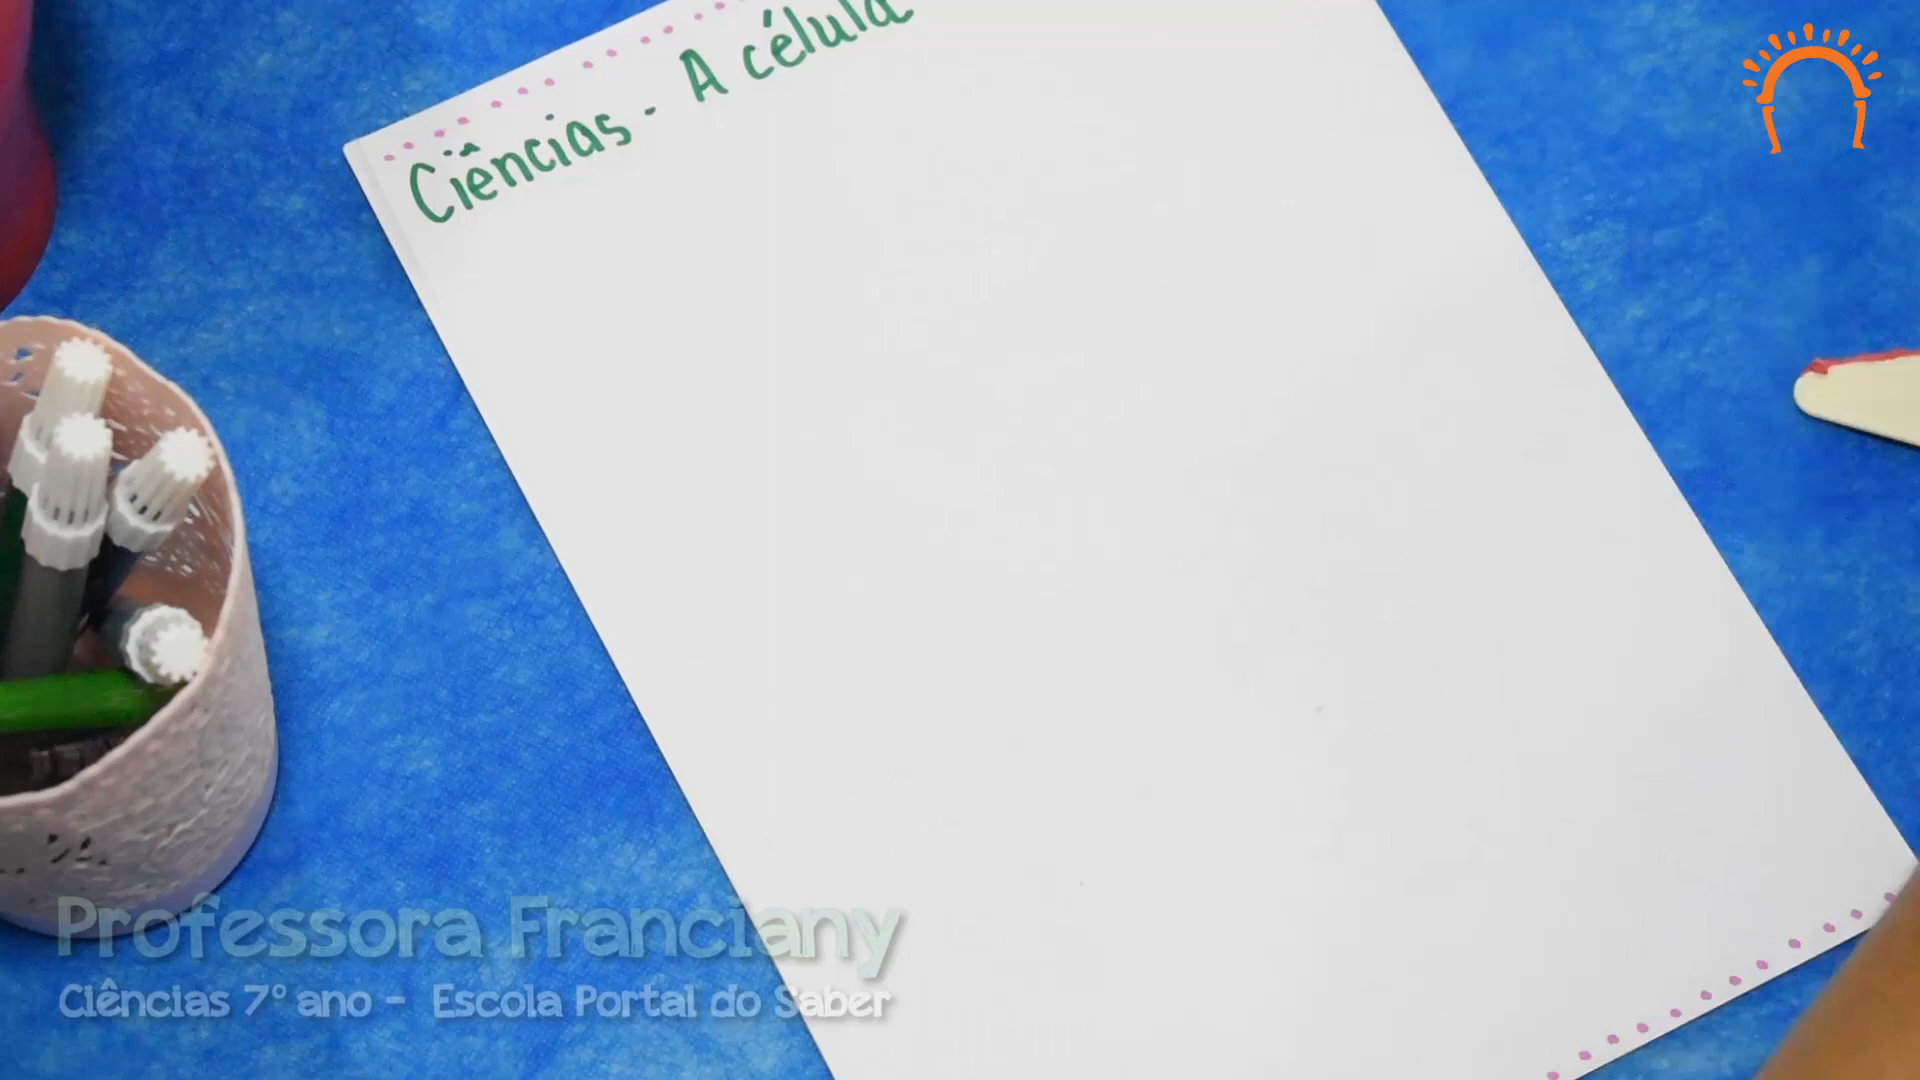 Ciências - A célula
Professora Franciany
Ciências 7º ano - Escola Portal do Saber